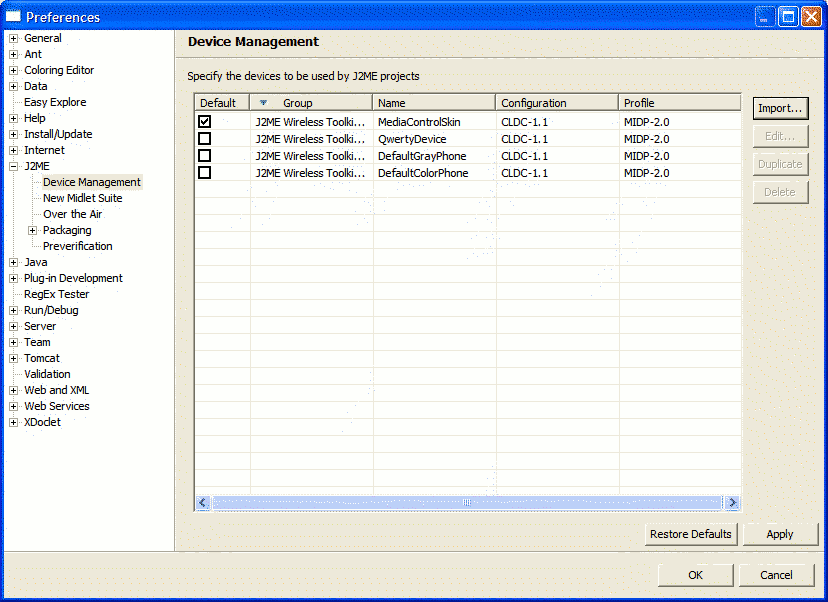 Preferences
General
Ant
Coloring Editor
Data
Easy Explore
Help
Install/Update
Internet
J2ME
Device Management
New Midlet Suite
Over the Air
Packaging
Preverification
Java
Plug-in Development
RegEx Tester
Run/Debug
Server
Team
Tomcat
Validation
Web and XML
Web Services
XDoclet
Device Management
Specify the devices to be used by J2ME projects
Default Group Name Configuration Profile
J2ME Wireless Toolki... MediaControlSkin CLDC-1.1 MIDP-2.0
J2ME Wireless Toolki... QwertyDevice CLDC-1.1 MIDP-2.0
J2ME Wireless Toolki... DefaultGrayPhone CLDC-1.1 MIDP-2.0
J2ME Wireless Toolki... DefaultColorPhone CLDC-1.1 MIDP-2.0
Import...
Edit...
Duplicate
Delete
Restore Defaults Apply
OK Cancel